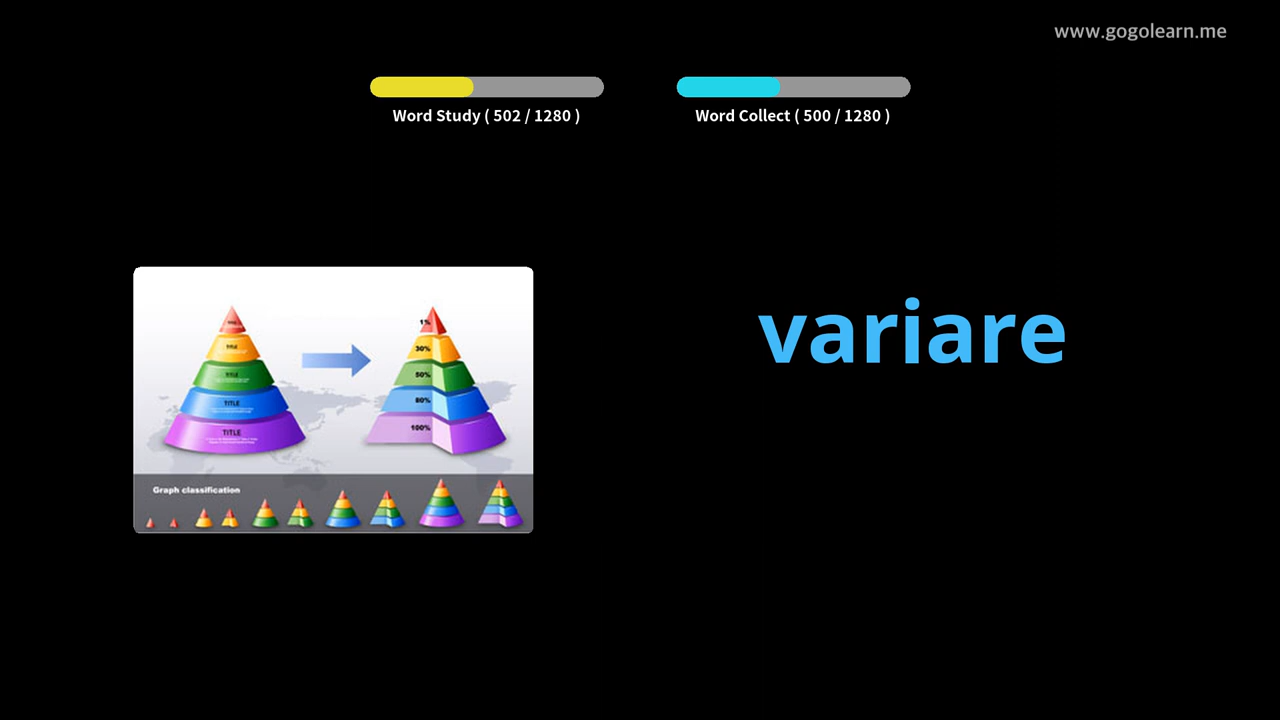 www.gogolearn.me
Word Study ( 502 / 1280 )
Word Collect ( 500 / 1280 )
variare
TITLE
TITLE
TITLE
TITLE
1%
30%
50%
80%
100%
Graph classification